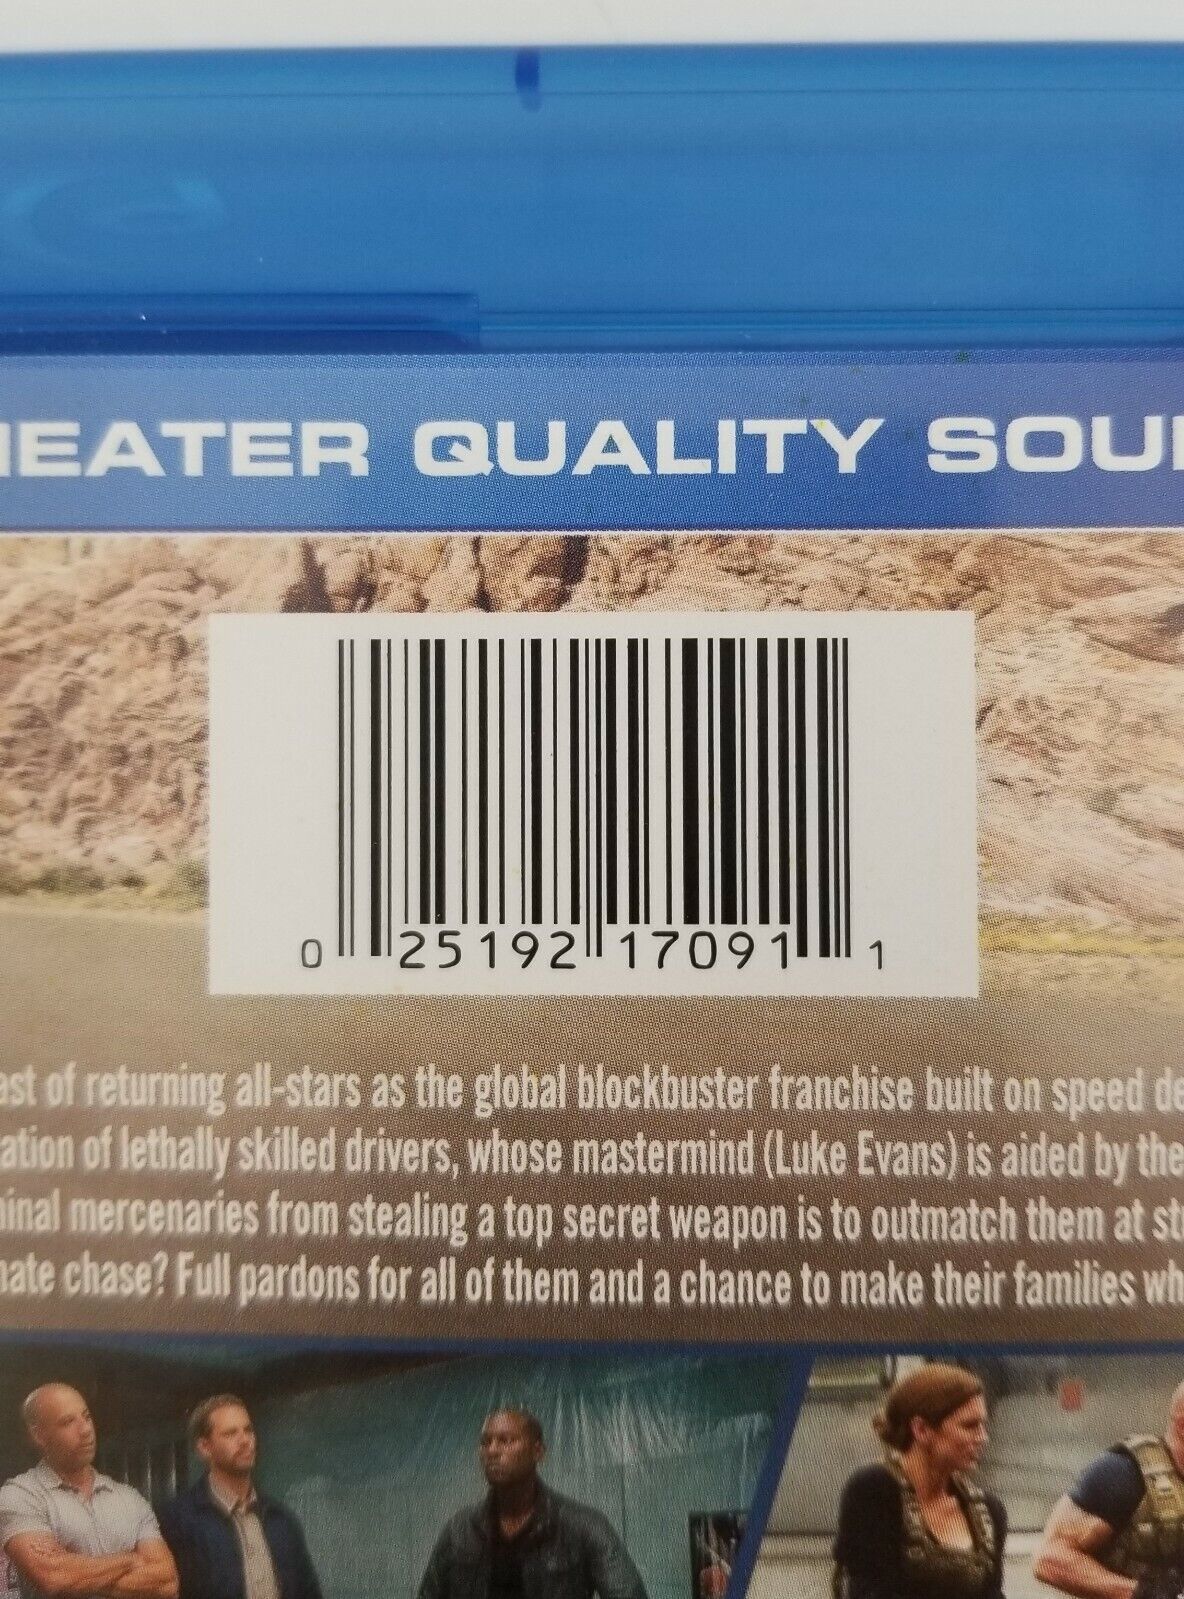 HEATER QUALITY SOU
0 25192 17091 1
ast of returning all-stars as the global blockbuster franchise built on speed de
ation of lethally skilled drivers, whose mastermind (Luke Evans) is aided by the
inal mercenaries from stealing a top secret weapon is to outmatch them at st
ate chase? Full pardons for all of them and a chance to make their families wh